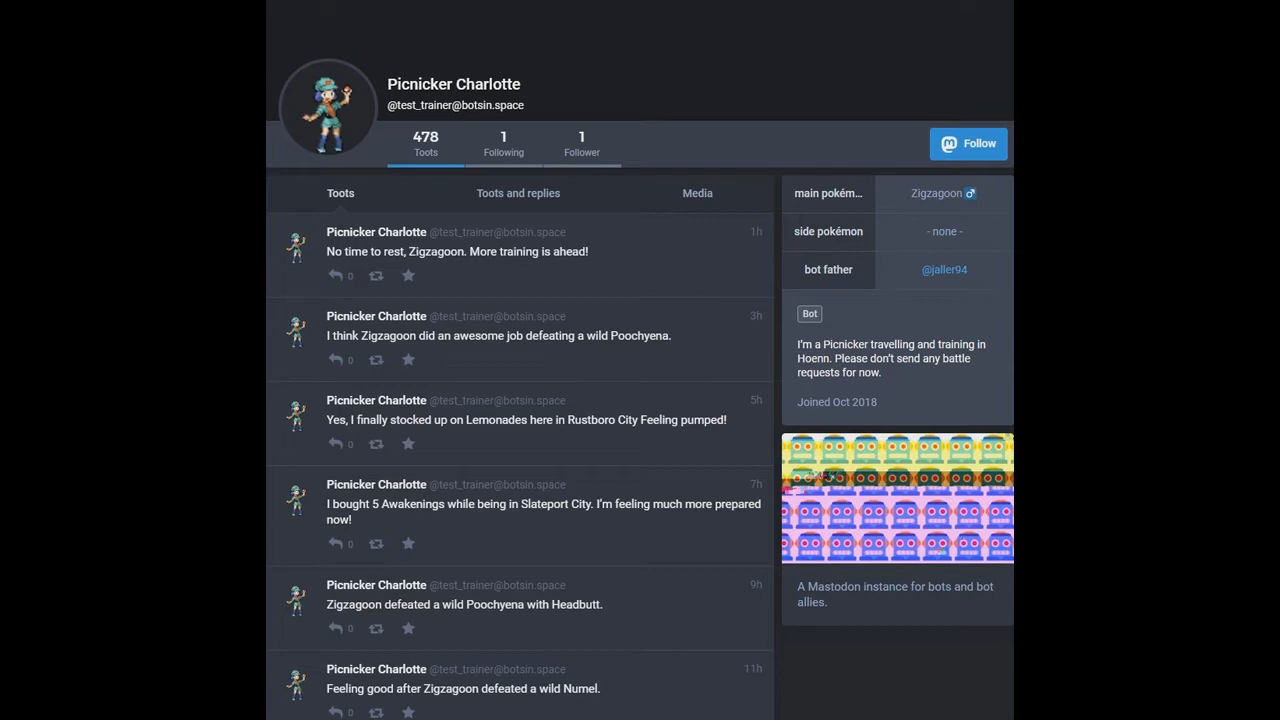 Picnicker Charlotte
@test_trainer@botsin.space
478
Toots
1
Following
1
Follower
Follow
Toots
Toots and replies
Media
Picnicker Charlotte @test_trainer@botsin.space 1h
No time to rest, Zigzagoon. More training is ahead!
0
Picnicker Charlotte @test_trainer@botsin.space 3h
I think Zigzagoon did an awesome job defeating a wild Poochyena.
0
Picnicker Charlotte @test_trainer@botsin.space 5h
Yes, I finally stocked up on Lemonades here in Rustboro City Feeling pumped!
0
Picnicker Charlotte @test_trainer@botsin.space 7h
I bought 5 Awakenings while being in Slateport City. I'm feeling much more prepared
now!
0
Picnicker Charlotte @test_trainer@botsin.space 9h
Zigzagoon defeated a wild Poochyena with Headbutt.
0
Picnicker Charlotte @test_trainer@botsin.space 11h
Feeling good after Zigzagoon defeated a wild Numel.
0
main pokém... Zigzagoon ♂
side pokémon - none -
bot father @jaller94
Bot
I'm a Picnicker travelling and training in
Hoenn. Please don't send any battle
requests for now.
Joined Oct 2018
A Mastodon instance for bots and bot
allies.